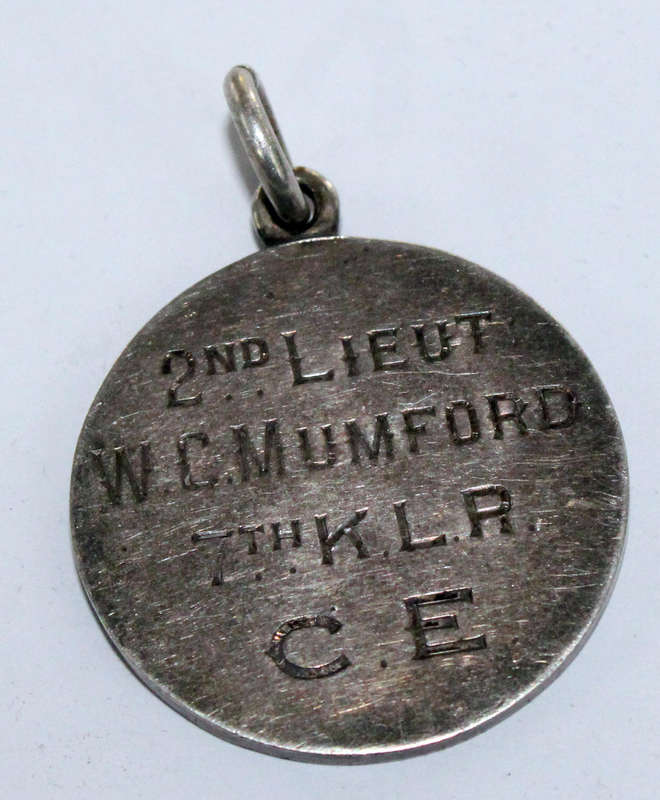 2ND. LIEUT
W.C.MUMFORD
7TH. K.L.R.
C.E